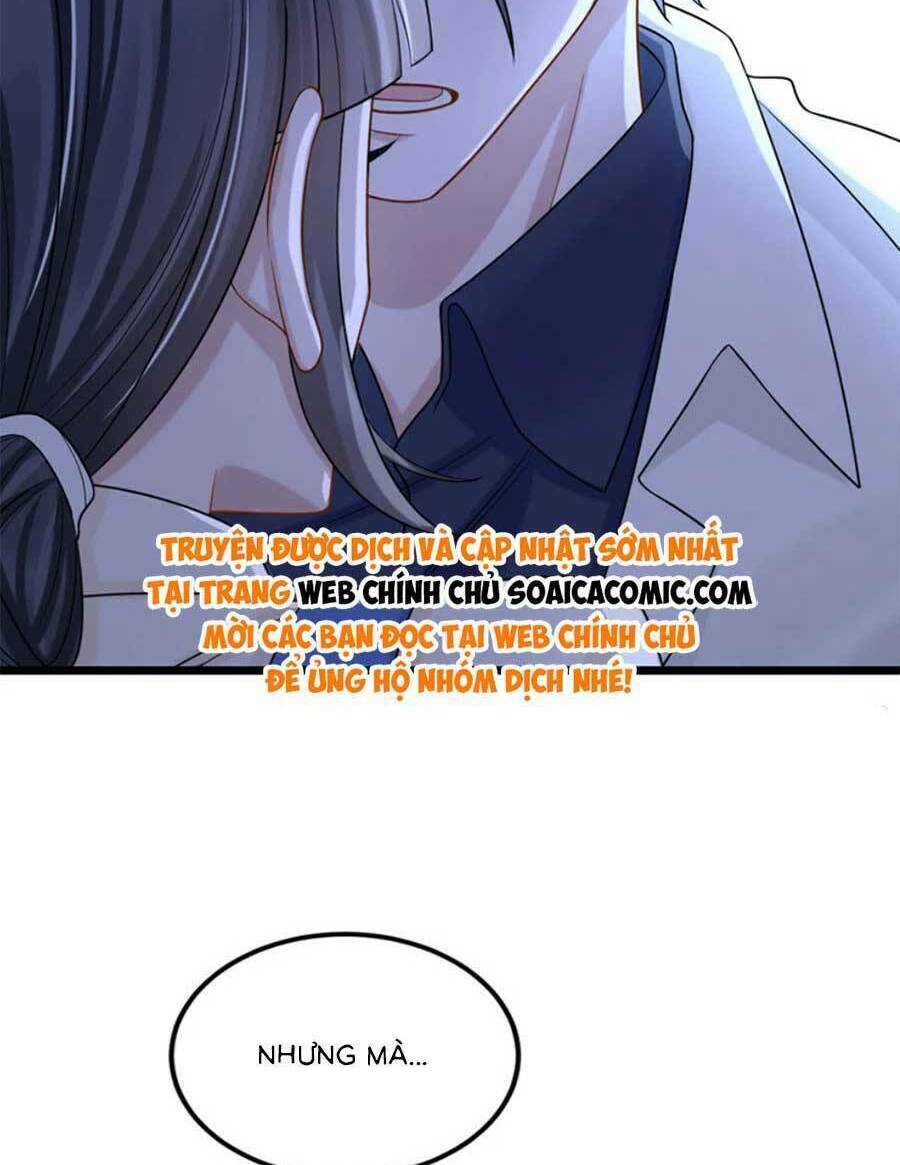 TRUYỆN ĐƯỢC DỊCH VÀ CẬP NHẬT SỚM NHẤT
TẠI TRANG WEB CHÍNH CHỦ SOAICACOMIC.COM
MỜI CÁC BẠN ĐỌC TẠI WEB CHÍNH CHỦ
ĐỂ ỦNG HỘ NHÓM DỊCH NHÉ!
NHƯNG MÀ...